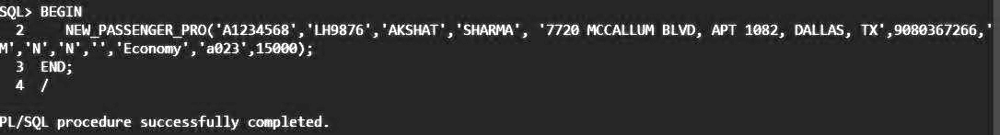 SQL> BEGIN
  2     NEW_PASSENGER_PRO('A1234568','LH9876','AKSHAT','SHARMA', '7720 MCCALLUM BLVD, APT 1082, DALLAS, TX',9080367266,'
M','N','N','','Economy','a023',15000);
  3  END;
  4  /
PL/SQL procedure successfully completed.